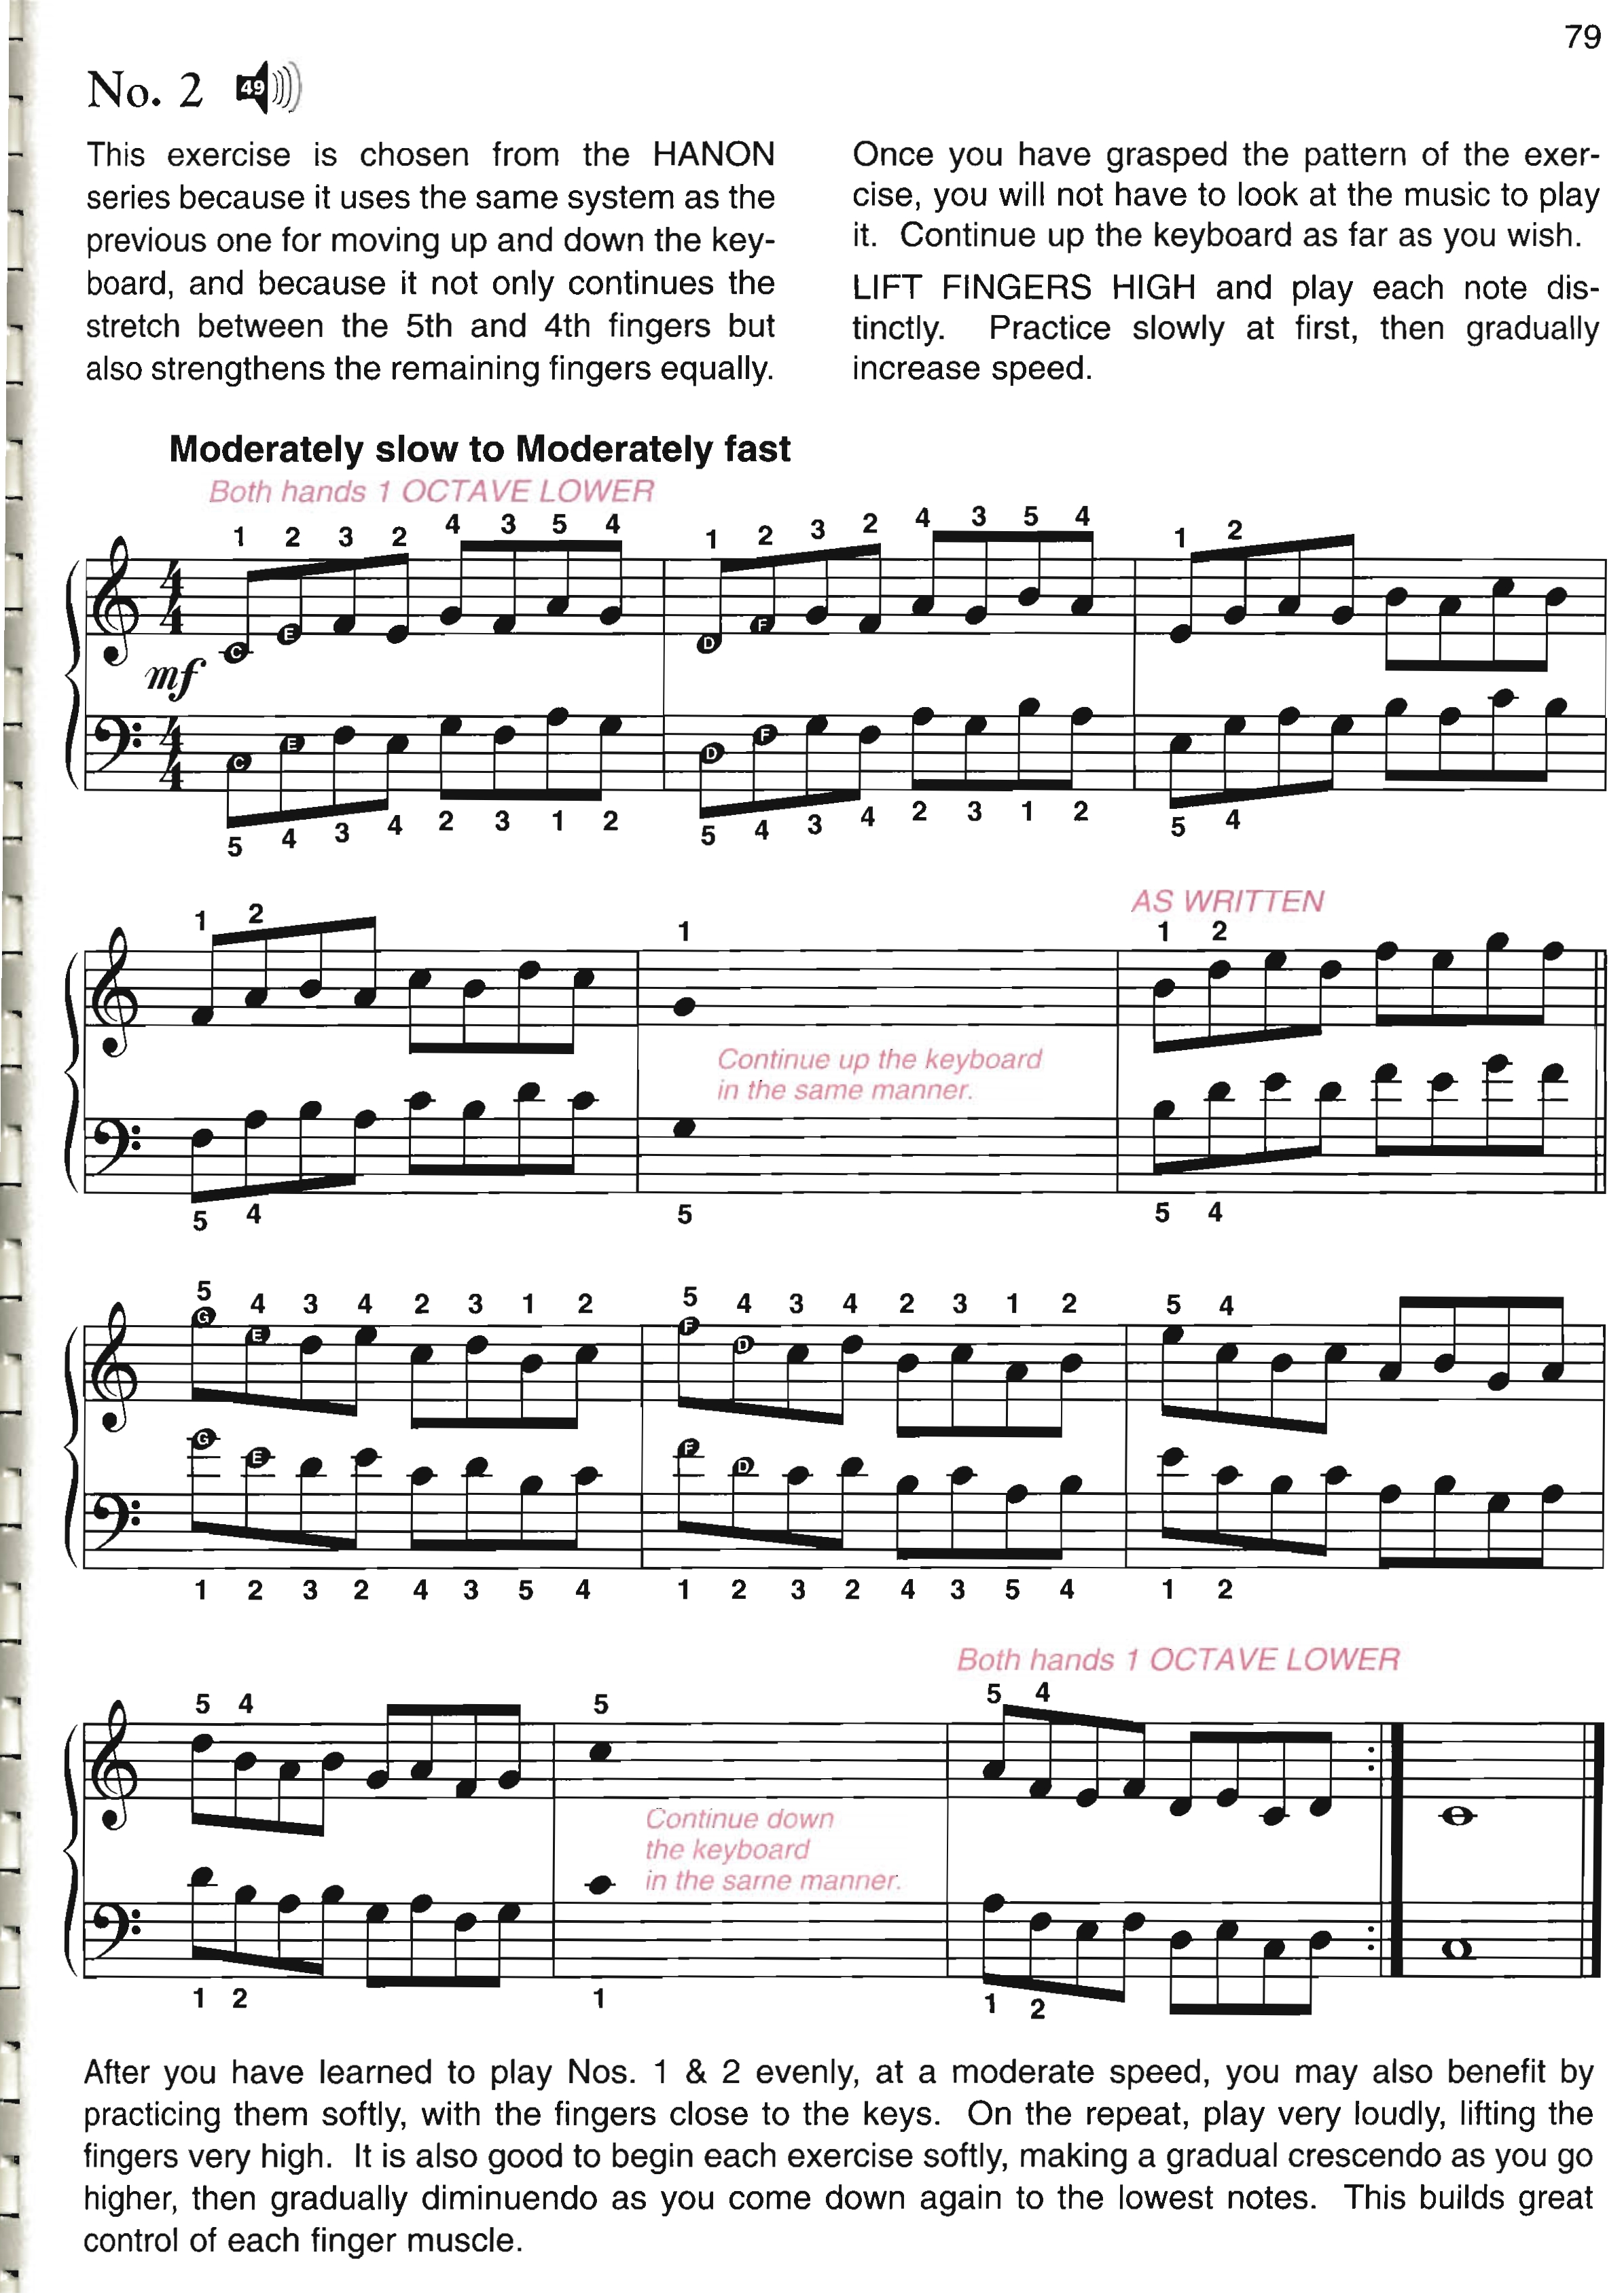 79
No. 2 49
This exercise is chosen from the HANON
series because it uses the same system as the
previous one for moving up and down the key-
board, and because it not only continues the
stretch between the 5th and 4th fingers but
also strengthens the remaining fingers equally.
Once you have grasped the pattern of the exer-
cise, you will not have to look at the music to play
it. Continue up the keyboard as far as you wish.
LIFT FINGERS HIGH and play each note dis-
tinctly. Practice slowly at first, then gradually
increase speed.
Moderately slow to Moderately fast
Both hands 1 OCTAVE LOWER
1 2 3 2 4 3 5 4 1 2 3 2 4 3 5 4 1 2
4 4
C E D F
mf
4 4
C E D F
5 4 3 4 2 3 1 2 5 4 3 4 2 3 1 2 5 4
AS WRITTEN
1 2 1 1 2
Continue up the keyboard
in the same manner.
5 4 5 5 4
5 4 3 4 2 3 1 2 5 4 3 4 2 3 1 2 5 4
G E F D
G E F D
1 2 3 2 4 3 5 4 1 2 3 2 4 3 5 4 1 2
Both hands 1 OCTAVE LOWER
5 4 5 5 4
Continue down
the keyboard
in the same manner.
1 2 1 1 2
After you have learned to play Nos. 1 & 2 evenly, at a moderate speed, you may also benefit by
practicing them softly, with the fingers close to the keys. On the repeat, play very loudly, lifting the
fingers very high. It is also good to begin each exercise softly, making a gradual crescendo as you go
higher, then gradually diminuendo as you come down again to the lowest notes. This builds great
control of each finger muscle.